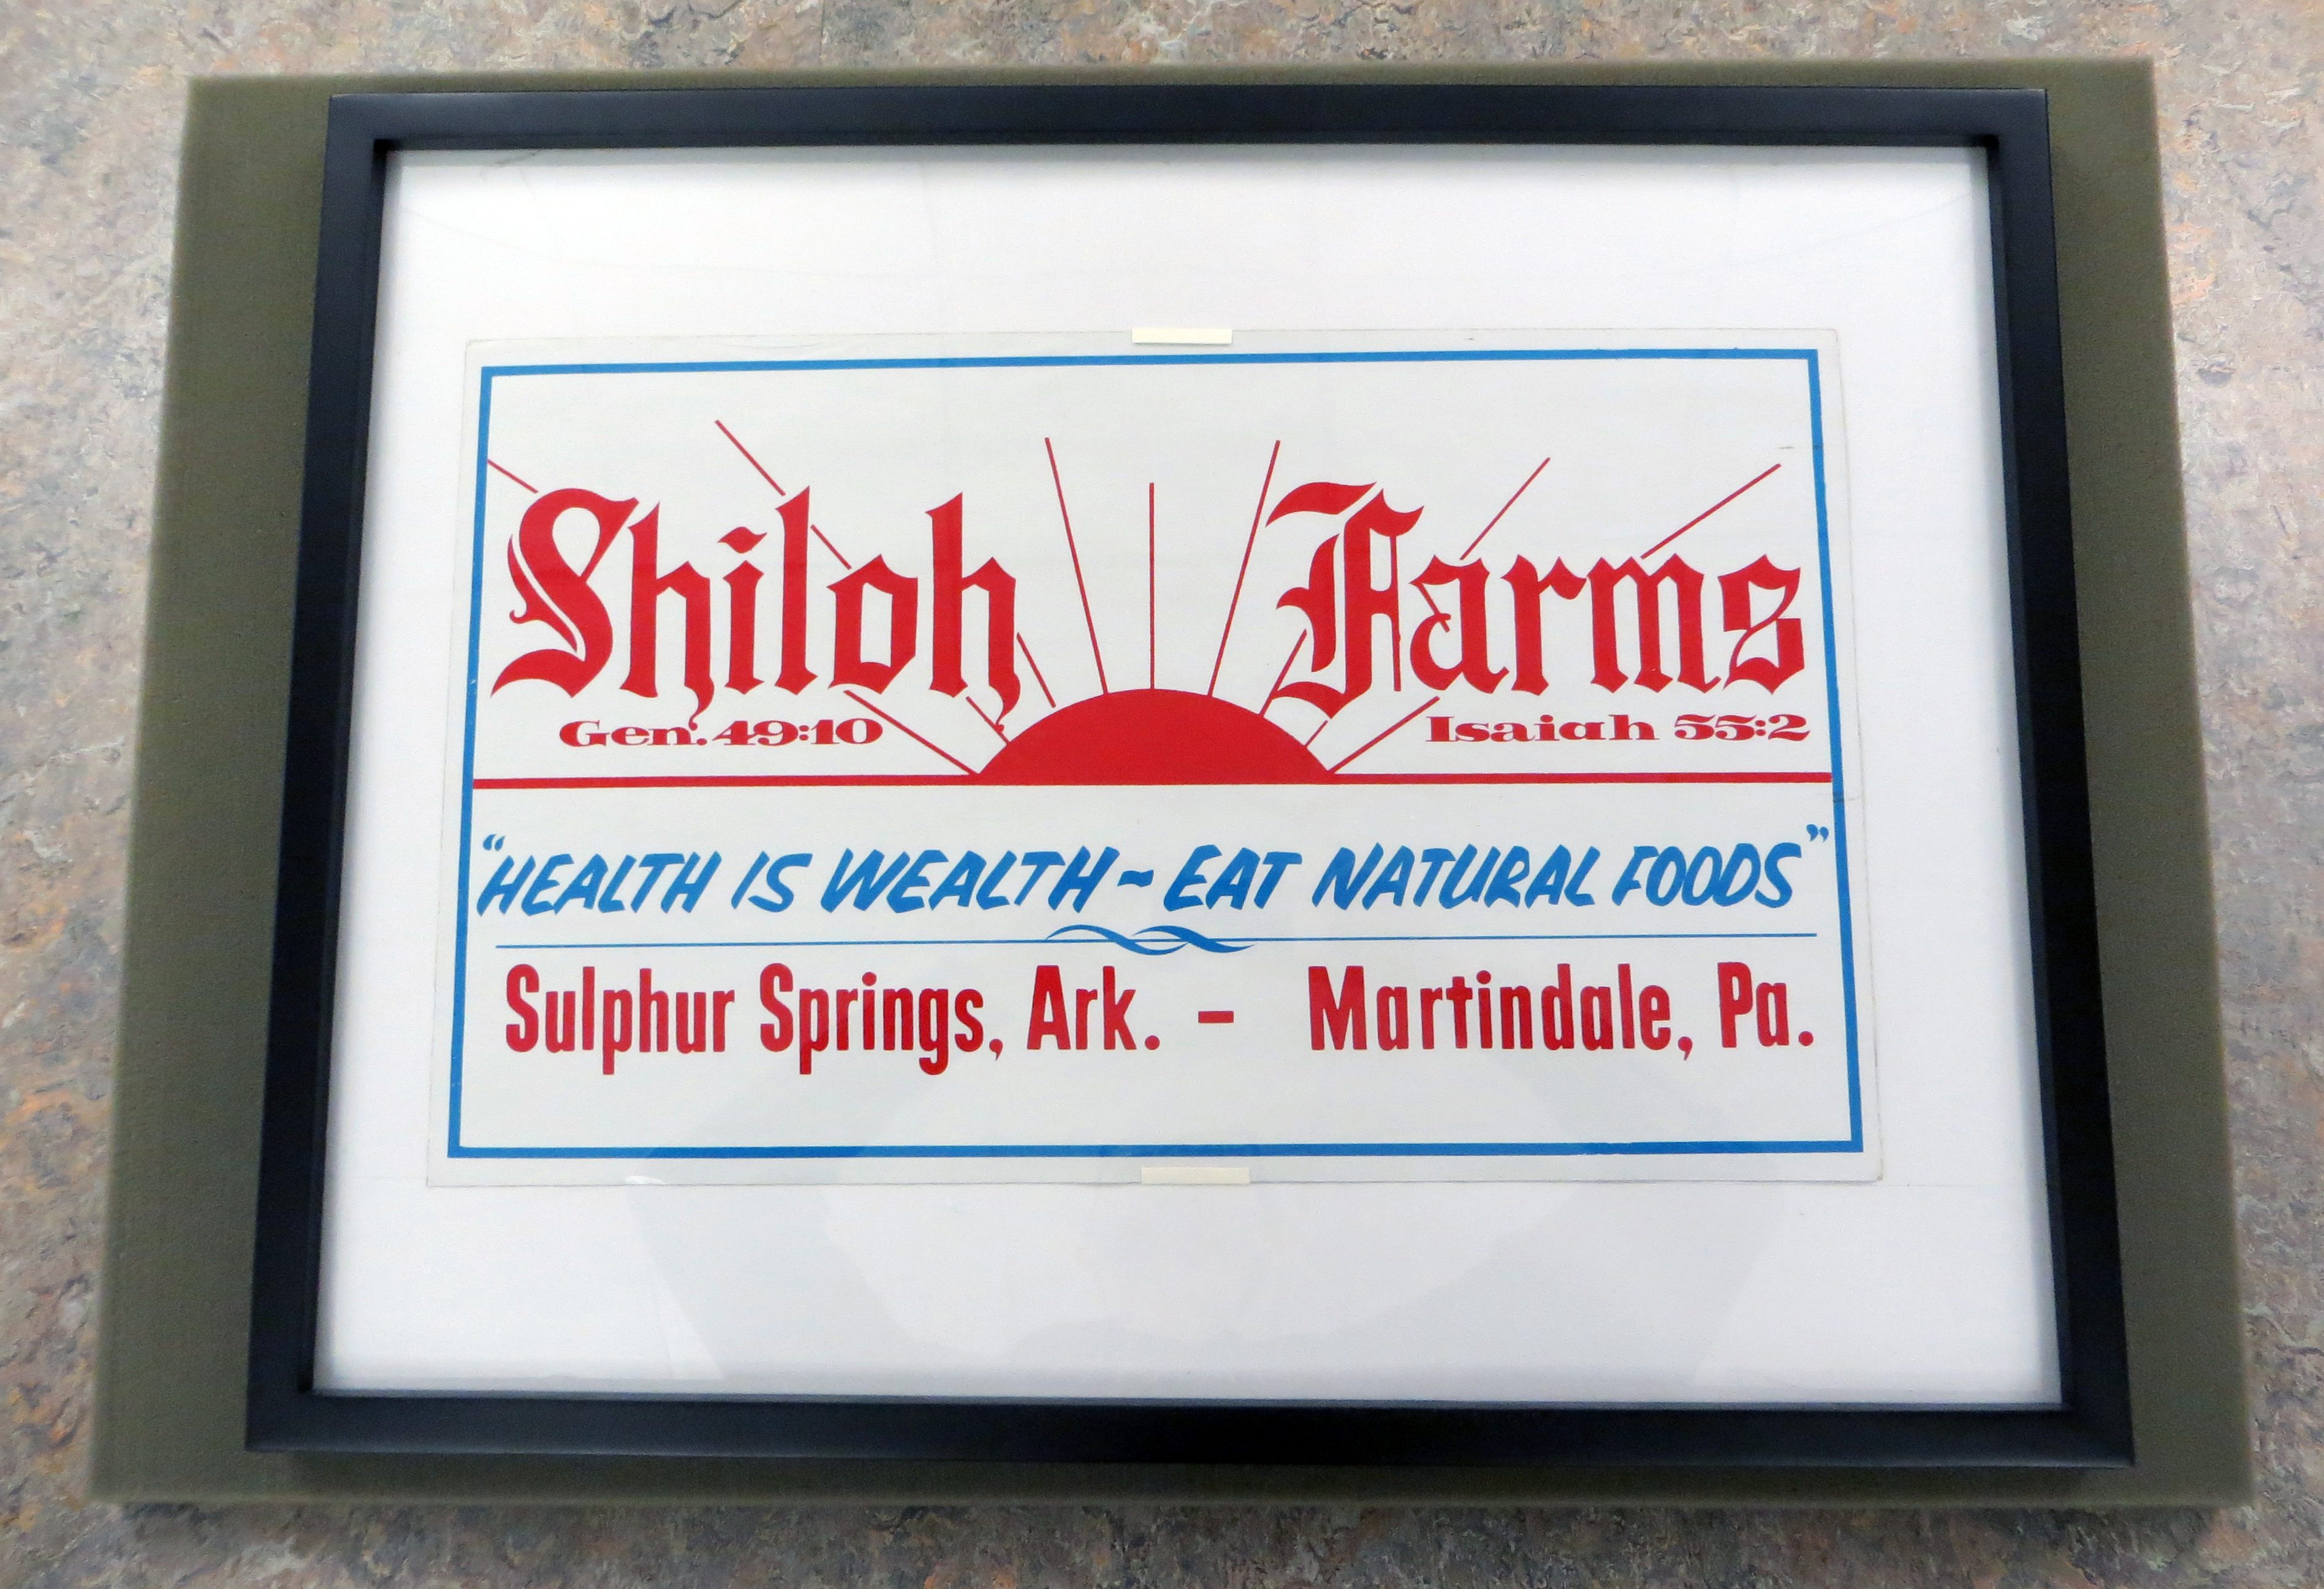 Shiloh Farms
Gen. 49:10 Isaiah 55:2
“HEALTH IS WEALTH ~ EAT NATURAL FOODS”
Sulphur Springs, Ark. - Martindale, Pa.